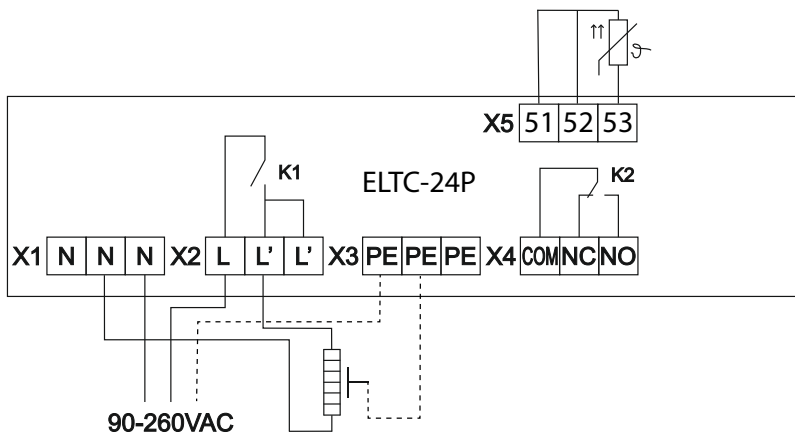 X5 51 52 53
K1
ELTC-24P
K2
X1 N N N X2 L L' L' X3 PE PE PE X4 COM NC NO
90-260VAC